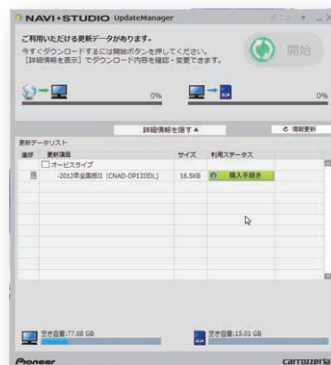 NAVI•STUDIO UpdateManager
ご利用いただける更新データがあります。
今すぐダウンロードするには開始ボタンを押してください。
[詳細情報を表示] でダウンロード内容を確認・変更できます。
開始
0%
0%
詳細情報を隠す▲
情報更新
更新データリスト
進捗 更新項目 サイズ 利用ステータス
オービスライブ
-2012年全国版II (CNAD-OP13IIDL) 16.5KB 購入手続き
空き容量:77.68 GB
空き容量:15.01 GB
Pioneer
carrozzeria